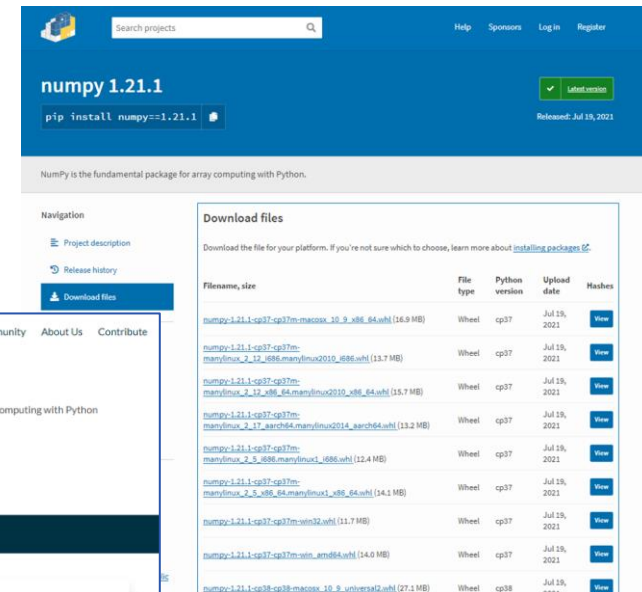 Search projects
Help Sponsors Log in Register
numpy 1.21.1
pip install numpy==1.21.1
Latest version
Released: Jul 19, 2021
NumPy is the fundamental package for array computing with Python.
Navigation
Project description
Release history
Download files
Download files
Download the file for your platform. If you're not sure which to choose, learn more about installing packages.
Filename, size File type Python version Upload date Hashes
numpy-1.21.1-cp37-cp37m-macosx_10_9_x86_64.whl (16.9 MB) Wheel cp37 Jul 19, 2021 View
numpy-1.21.1-cp37-cp37m-
manylinux_2_12_i686.manylinux2010_i686.whl (13.7 MB) Wheel cp37 Jul 19, 2021 View
numpy-1.21.1-cp37-cp37m-
manylinux_2_12_x86_64.manylinux2010_x86_64.whl (15.7 MB) Wheel cp37 Jul 19, 2021 View
numpy-1.21.1-cp37-cp37m-
manylinux_2_17_aarch64.manylinux2014_aarch64.whl (13.2 MB) Wheel cp37 Jul 19, 2021 View
numpy-1.21.1-cp37-cp37m-
manylinux_2_5_i686.manylinux1_i686.whl (12.4 MB) Wheel cp37 Jul 19, 2021 View
numpy-1.21.1-cp37-cp37m-
manylinux_2_5_x86_64.manylinux1_x86_64.whl (14.1 MB) Wheel cp37 Jul 19, 2021 View
numpy-1.21.1-cp37-cp37m-win32.whl (11.7 MB) Wheel cp37 Jul 19, 2021 View
numpy-1.21.1-cp37-cp37m-win_amd64.whl (14.0 MB) Wheel cp37 Jul 19, 2021 View
numpy-1.21.1-cp38-cp38-macosx_10_9_universal2.whl (27.1 MB) Wheel cp38 Jul 19, View
munity About Us Contribute
omputing with Python